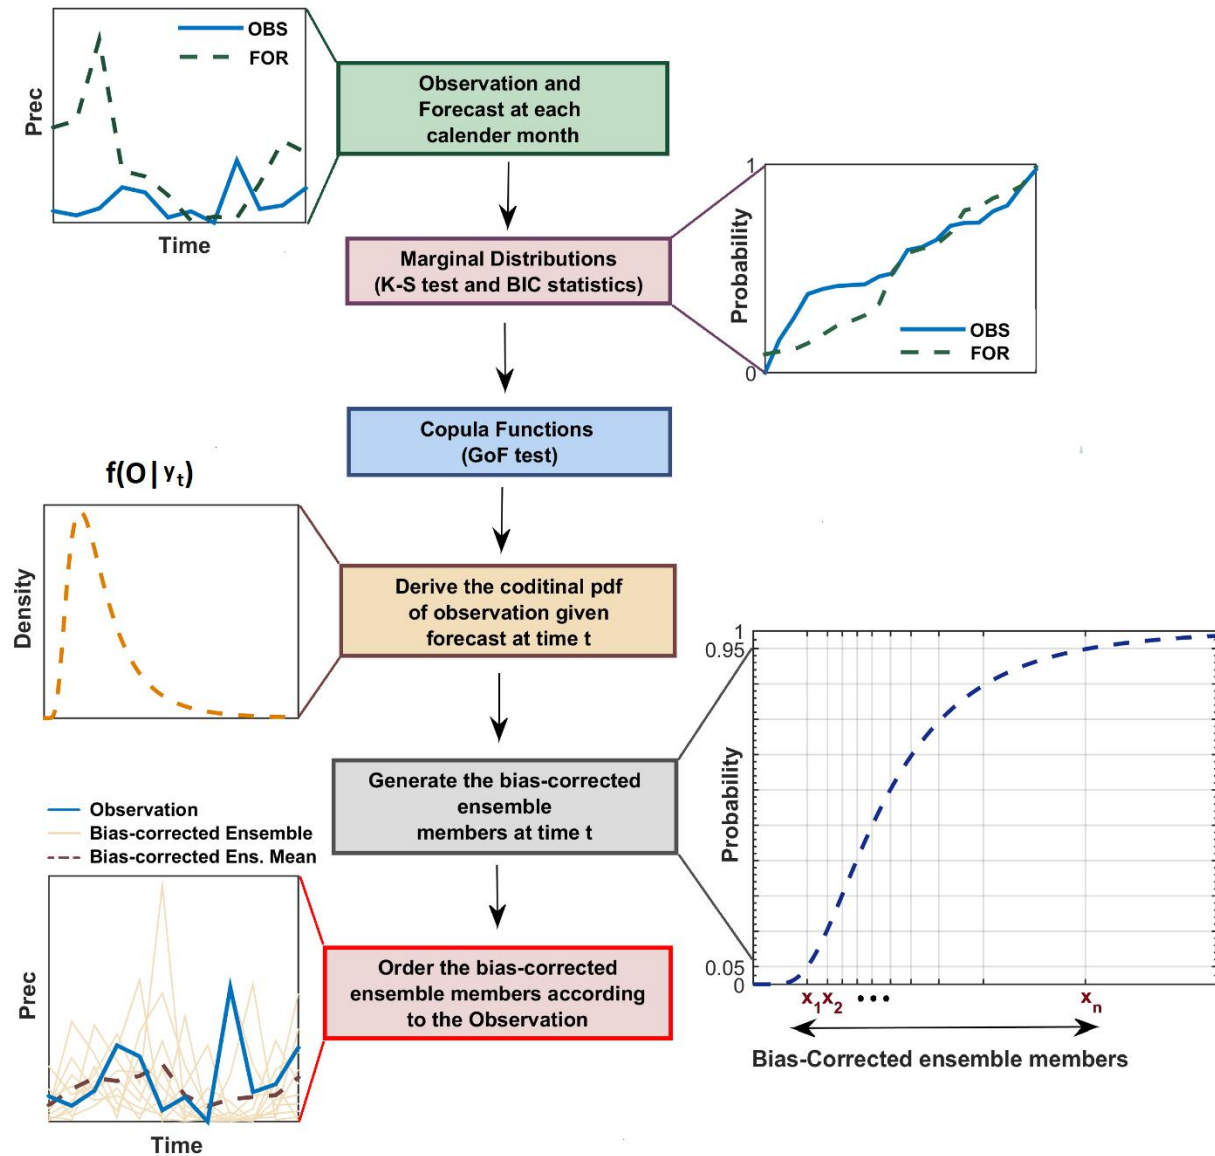 OBS
FOR
Prec
Time
Observation and
Forecast at each
calender month
Marginal Distributions
(K-S test and BIC statistics)
1
Probability
OBS
FOR
0
Copula Functions
(GoF test)
f(O|yt)
Density
Derive the coditinal pdf
of observation given
forecast at time t
Generate the bias-corrected
ensemble
members at time t
1
0.95
Probability
0.05
0
x1 x2 ••• xn
Bias-Corrected ensemble members
Observation
Bias-corrected Ensemble
Bias-corrected Ens. Mean
Prec
Time
Order the bias-corrected
ensemble members according
to the Observation